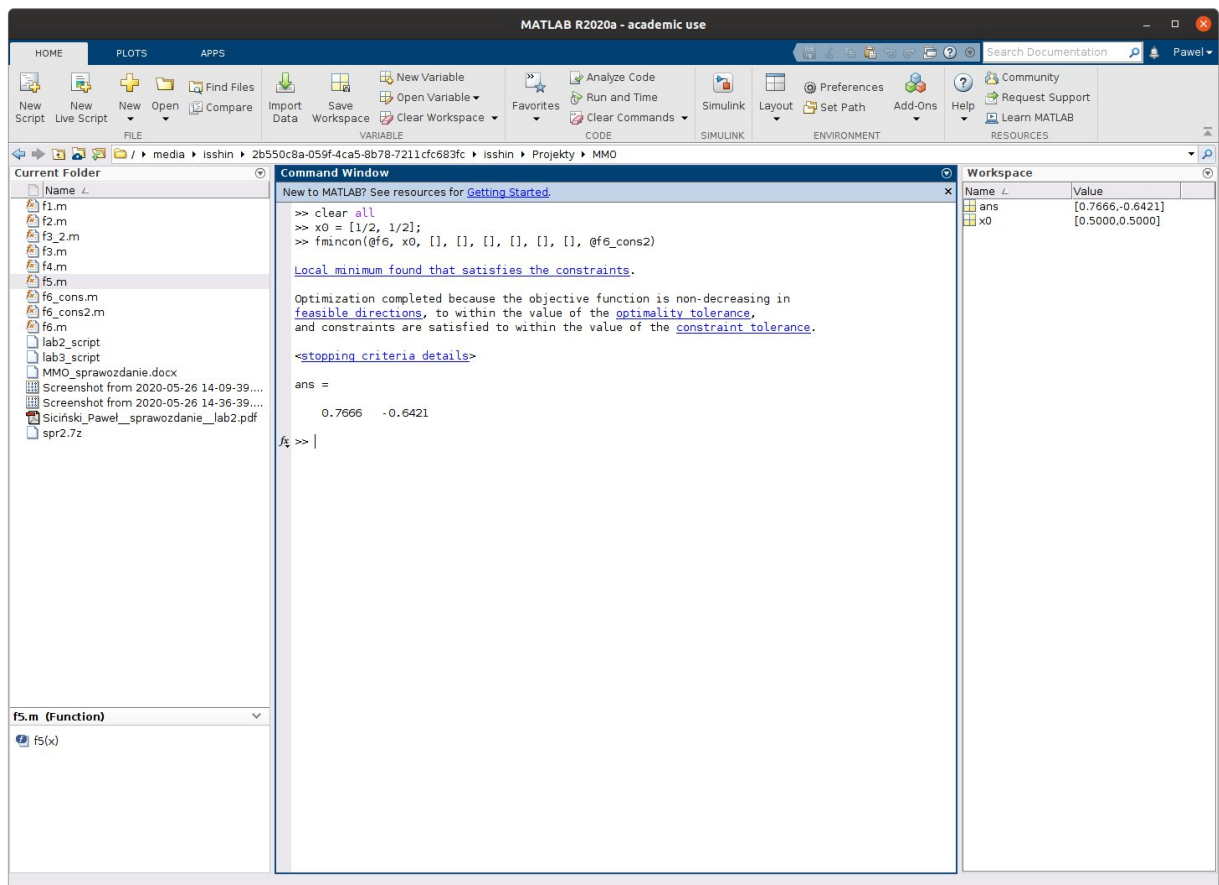 MATLAB R2020a - academic use
HOME PLOTS APPS Search Documentation Pawel
New Script
New Live Script
New
Open
Find Files
Compare
FILE
Import Data
Save Workspace
New Variable
Open Variable
Clear Workspace
VARIABLE
Favorites
Analyze Code
Run and Time
Clear Commands
CODE
Simulink
SIMULINK
Layout
Preferences
Set Path
Add-Ons
ENVIRONMENT
Help
Community
Request Support
Learn MATLAB
RESOURCES
/ media isshin 2b550c8a-059f-4ca5-8b78-7211cfc683fc isshin Projekty MMO
Current Folder
Name
f1.m
f2.m
f3_2.m
f3.m
f4.m
f5.m
f6_cons.m
f6_cons2.m
f6.m
lab2_script
lab3_script
MMO_sprawozdanie.docx
Screenshot from 2020-05-26 14-09-39....
Screenshot from 2020-05-26 14-36-39....
Siciński_Paweł__sprawozdanie__lab2.pdf
spr2.7z
f5.m (Function)
f5(x)
Command Window
New to MATLAB? See resources for Getting Started.
>> clear all
>> x0 = [1/2, 1/2];
>> fmincon(@f6, x0, [], [], [], [], [], [], @f6_cons2)
Local minimum found that satisfies the constraints.
Optimization completed because the objective function is non-decreasing in
feasible directions, to within the value of the optimality tolerance,
and constraints are satisfied to within the value of the constraint tolerance.
<stopping criteria details>
ans =
0.7666 -0.6421
fx >>
Workspace
Name Value
ans [0.7666,-0.6421]
x0 [0.5000,0.5000]